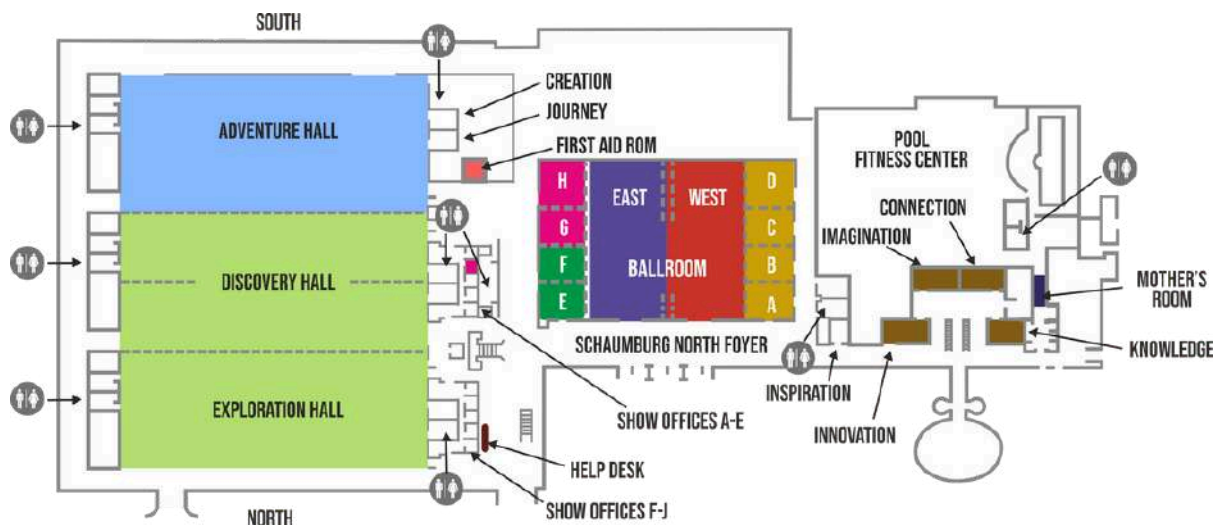 SOUTH
CREATION
JOURNEY
FIRST AID ROM
ADVENTURE HALL
DISCOVERY HALL
EXPLORATION HALL
H
G
F
E
EAST
WEST
BALLROOM
D
C
B
A
SCHAUMBURG NORTH FOYER
POOL
FITNESS CENTER
CONNECTION
IMAGINATION
MOTHER'S
ROOM
KNOWLEDGE
INSPIRATION
INNOVATION
SHOW OFFICES A-E
HELP DESK
SHOW OFFICES F-J
NORTH